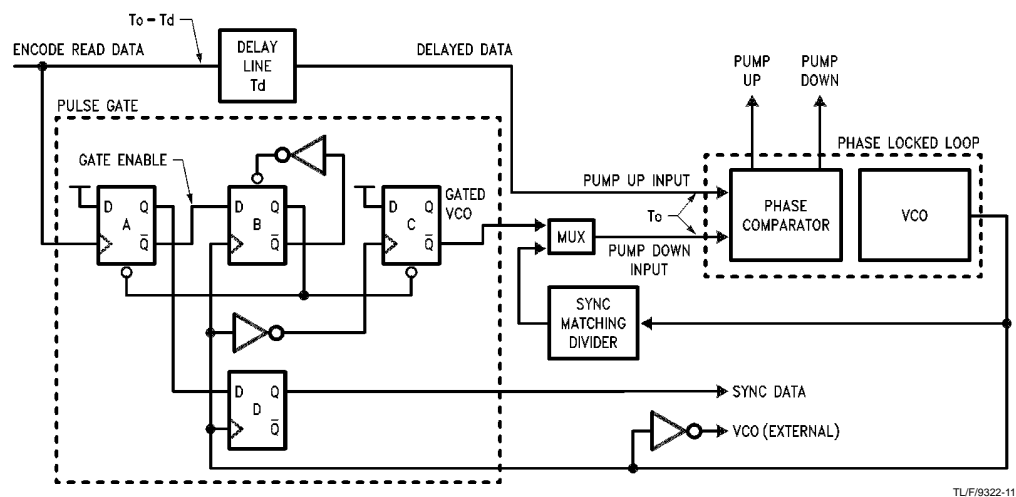 To – Td
ENCODE READ DATA
DELAY
LINE
Td
DELAYED DATA
PUMP
UP
PUMP
DOWN
PULSE GATE
PHASE LOCKED LOOP
GATE ENABLE
D Q
A
Q̅
D Q
B
Q̅
D Q
C
Q̅
GATED
VCO
PUMP UP INPUT
To
MUX
PUMP DOWN
INPUT
PHASE
COMPARATOR
VCO
SYNC
MATCHING
DIVIDER
D Q
D
Q̅
SYNC DATA
VCO (EXTERNAL)
TL/F/9322-11